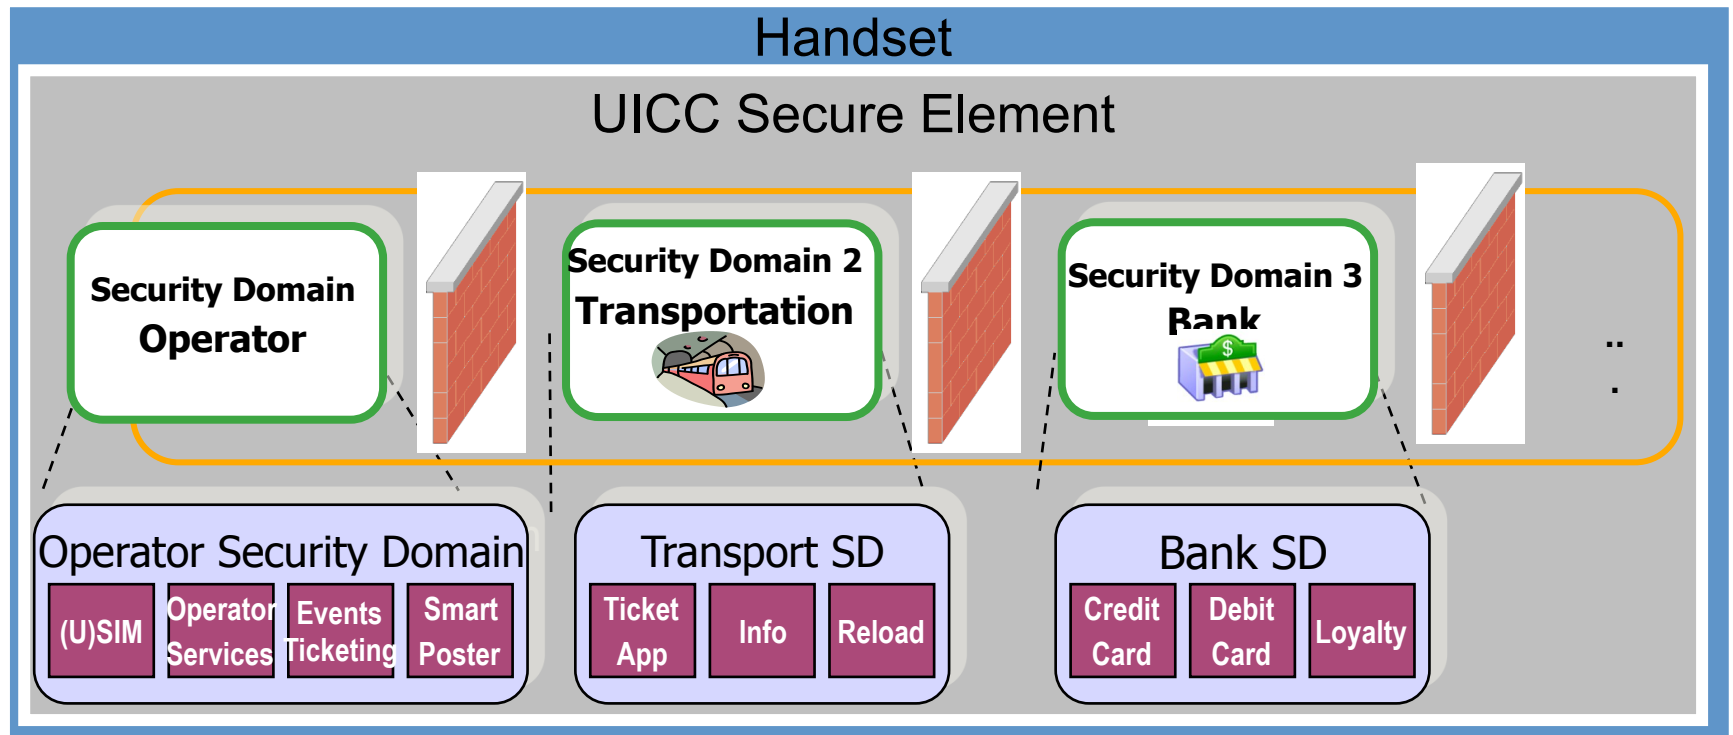 Handset
UICC Secure Element
Security Domain
Operator
Security Domain 2
Transportation
Security Domain 3
Bank
$
..
.
Operator Security Domain
(U)SIM
Operator
Services
Events
Ticketing
Smart
Poster
Transport SD
Ticket
App
Info
Reload
Bank SD
Credit
Card
Debit
Card
Loyalty